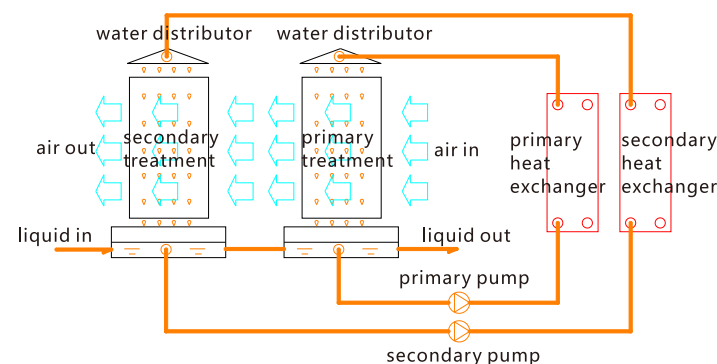 water distributor
water distributor
secondary
treatment
primary
treatment
air out
air in
primary
heat
exchanger
secondary
heat
exchanger
liquid in
liquid out
primary pump
secondary pump